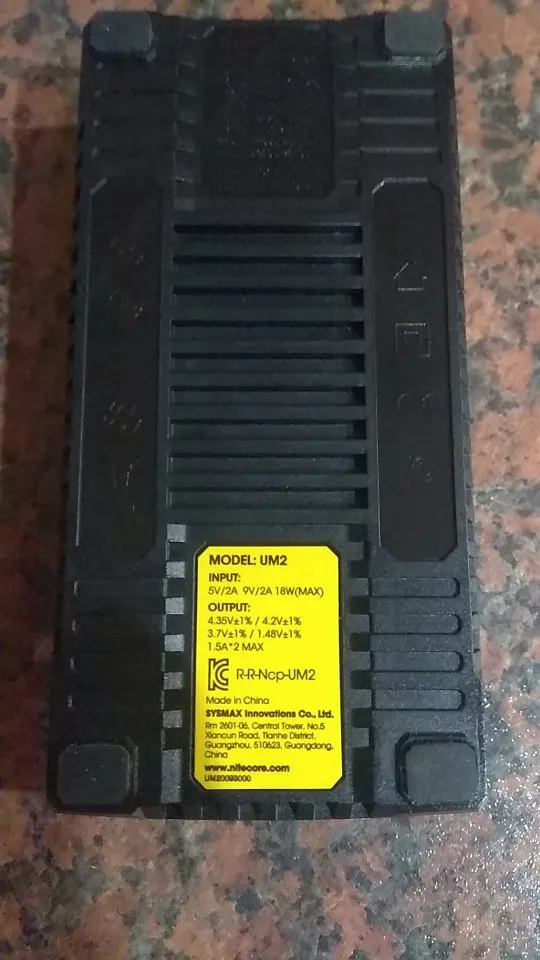 MODEL: UM2
INPUT:
5V/2A 9V/2A 18W(MAX)
OUTPUT:
4.35V±1% / 4.2V±1%
3.7V±1% / 1.48V±1%
1.5A*2 MAX
R-R-Ncp-UM2
Made in China
SYSMAX Innovations Co., Ltd.
Rm 2601-06, Central Tower, No.5
Xiancun Road, Tianhe District,
Guangzhou, 510623, Guangdong,
China
www.nitecore.com
UM20093000